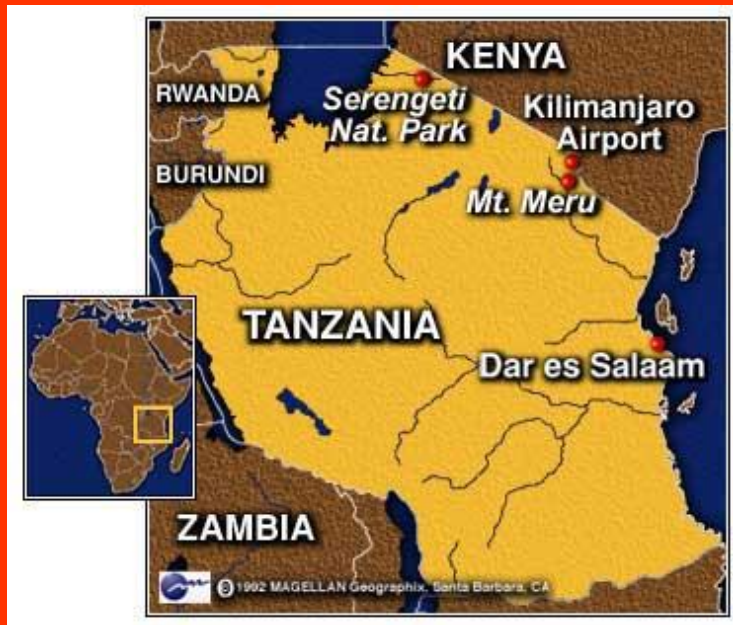 KENYA
RWANDA
Serengeti
Nat. Park
Kilimanjaro
Airport
BURUNDI
Mt. Meru
TANZANIA
Dar es Salaam
ZAMBIA
© 1992 MAGELLAN Geographix, Santa Barbara, CA